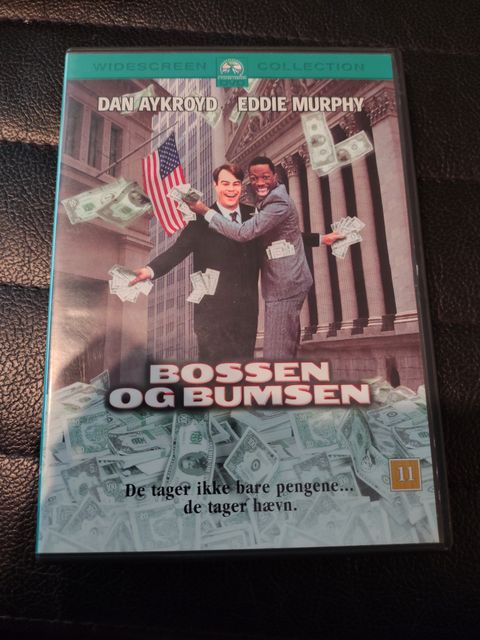 WIDESCREEN COLLECTION
DAN AYKROYD EDDIE MURPHY
BOSSEN
OG BUMSEN
De tager ikke bare pengene...
de tager hævn.
11